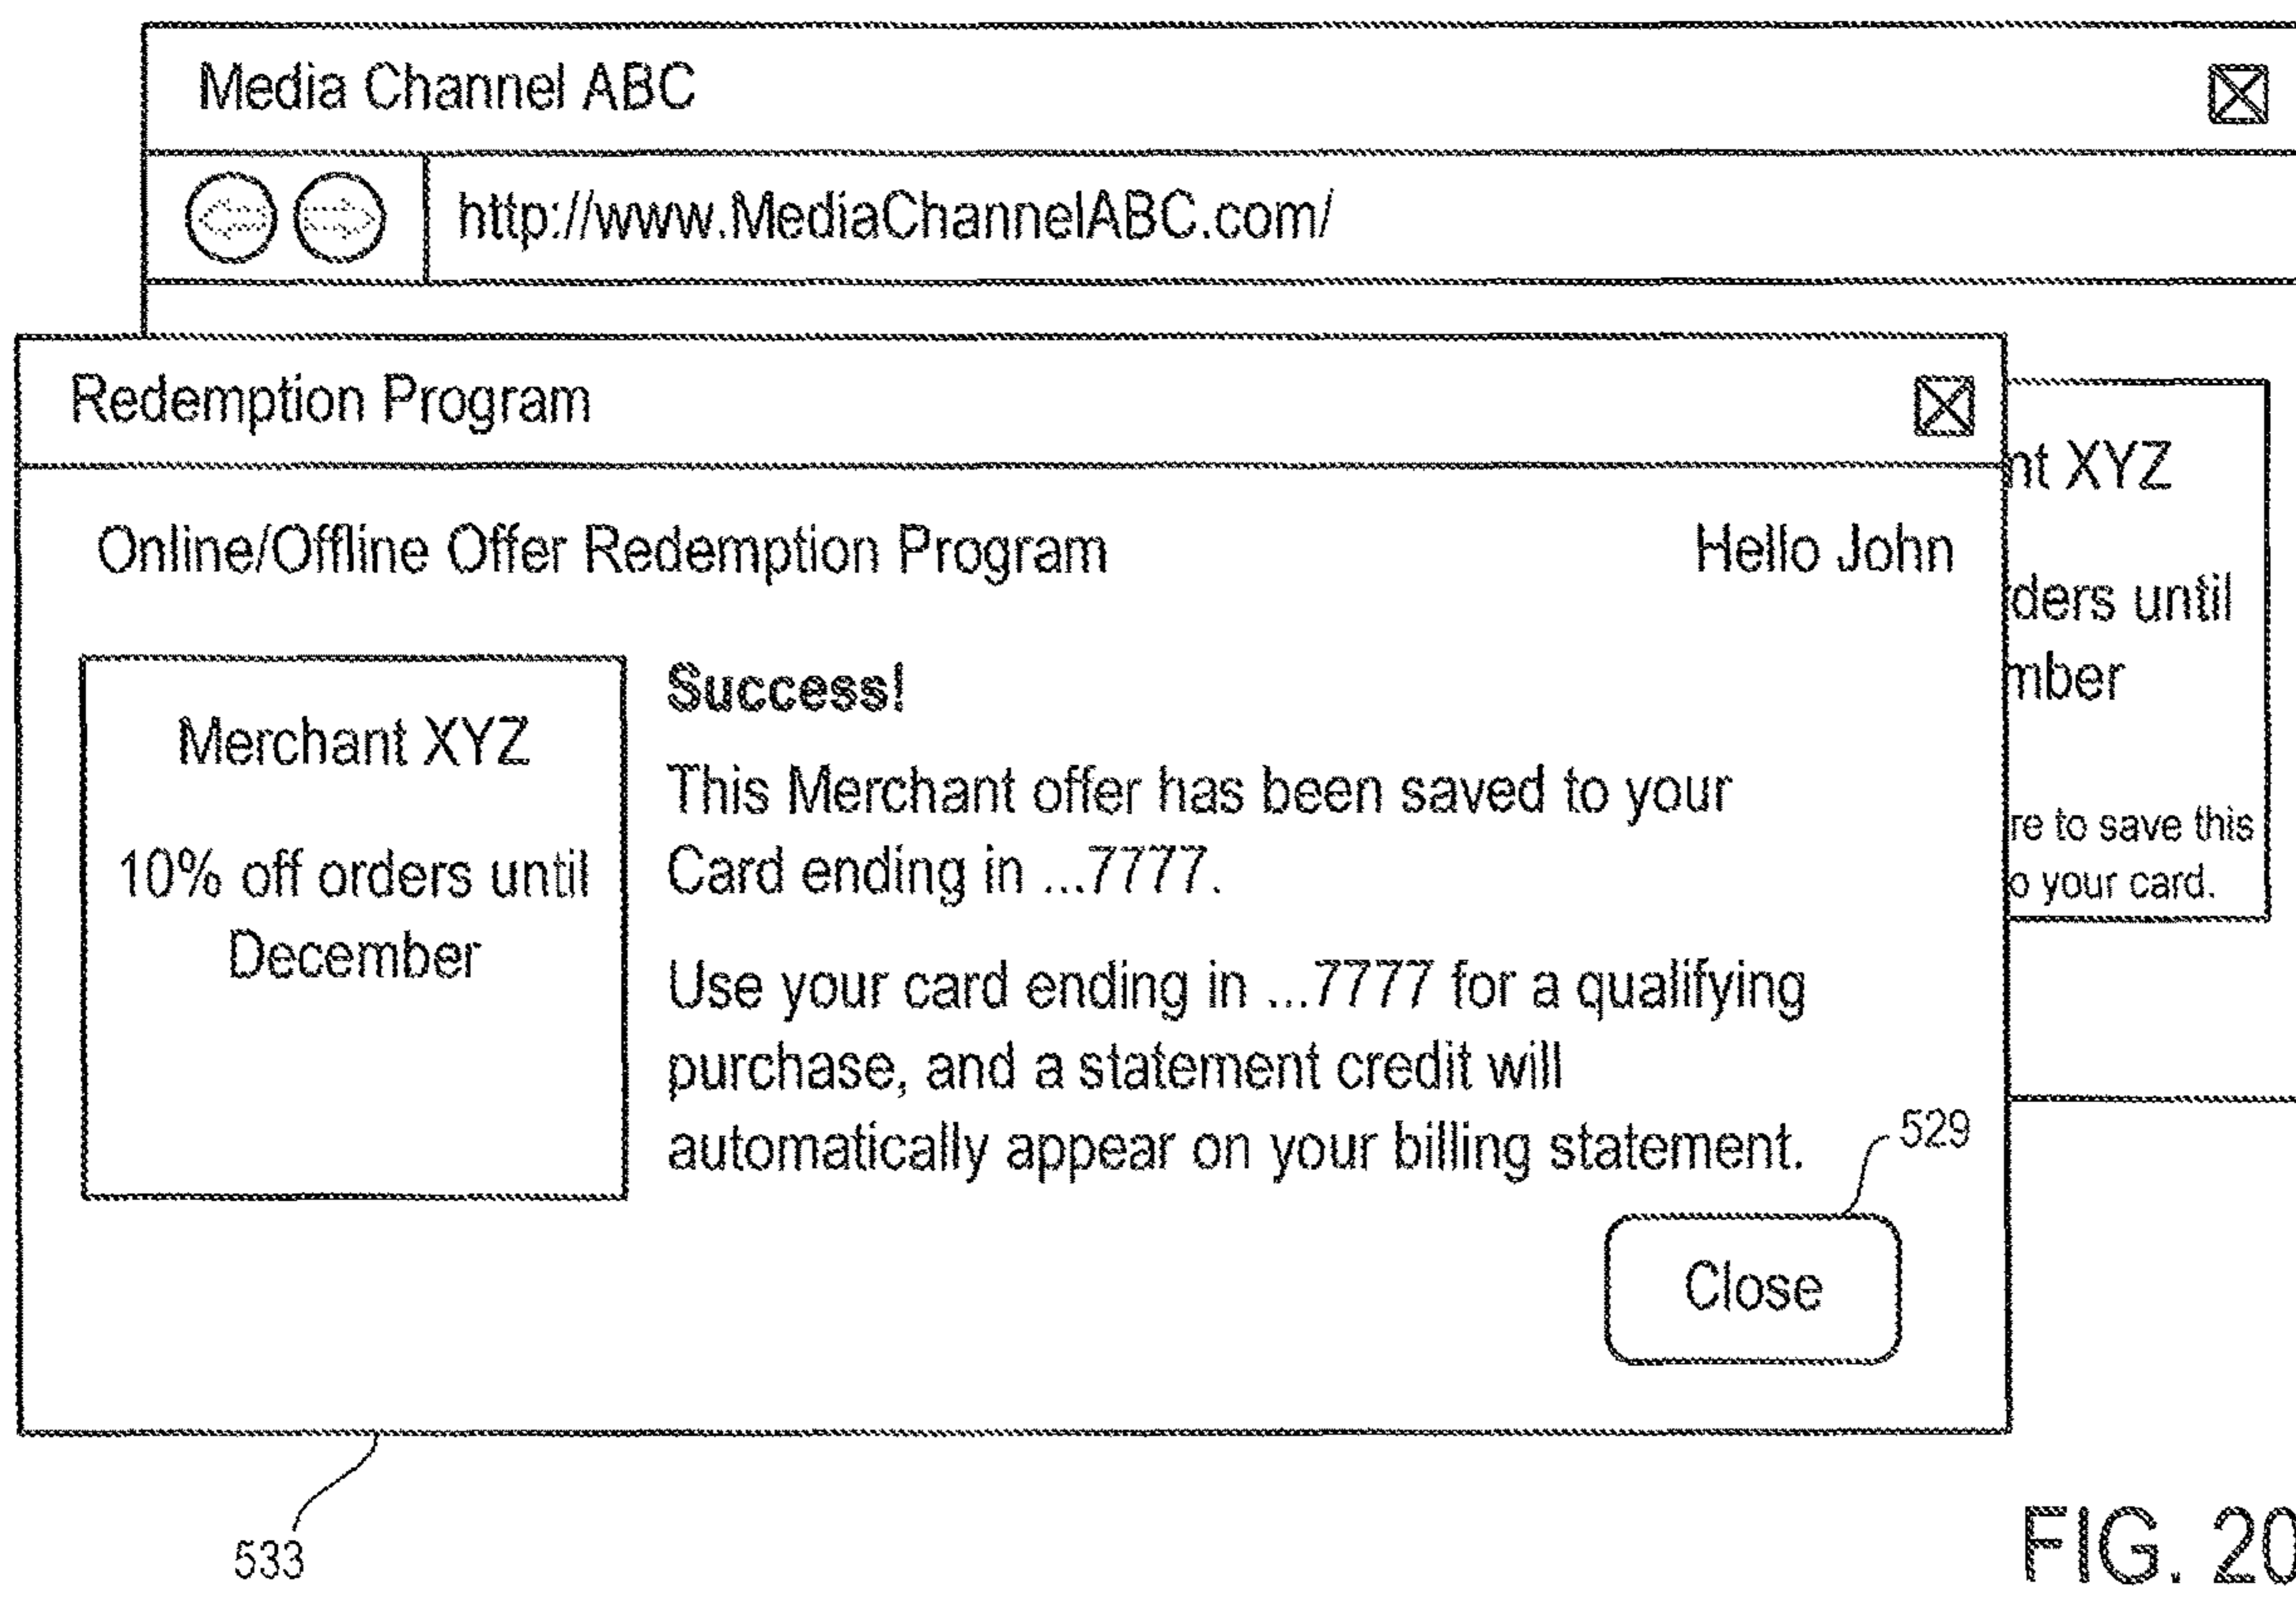 Media Channel ABC
http://www.MediaChannelABC.com/
Redemption Program
Online/Offline Offer Redemption Program
Hello John
Merchant XYZ
10% off orders until
December
Success!
This Merchant offer has been saved to your
Card ending in ...7777.
Use your card ending in ...7777 for a qualifying
purchase, and a statement credit will
automatically appear on your billing statement.
529
Close
nt XYZ
ders until
mber
re to save this
o your card.
533
FIG. 20